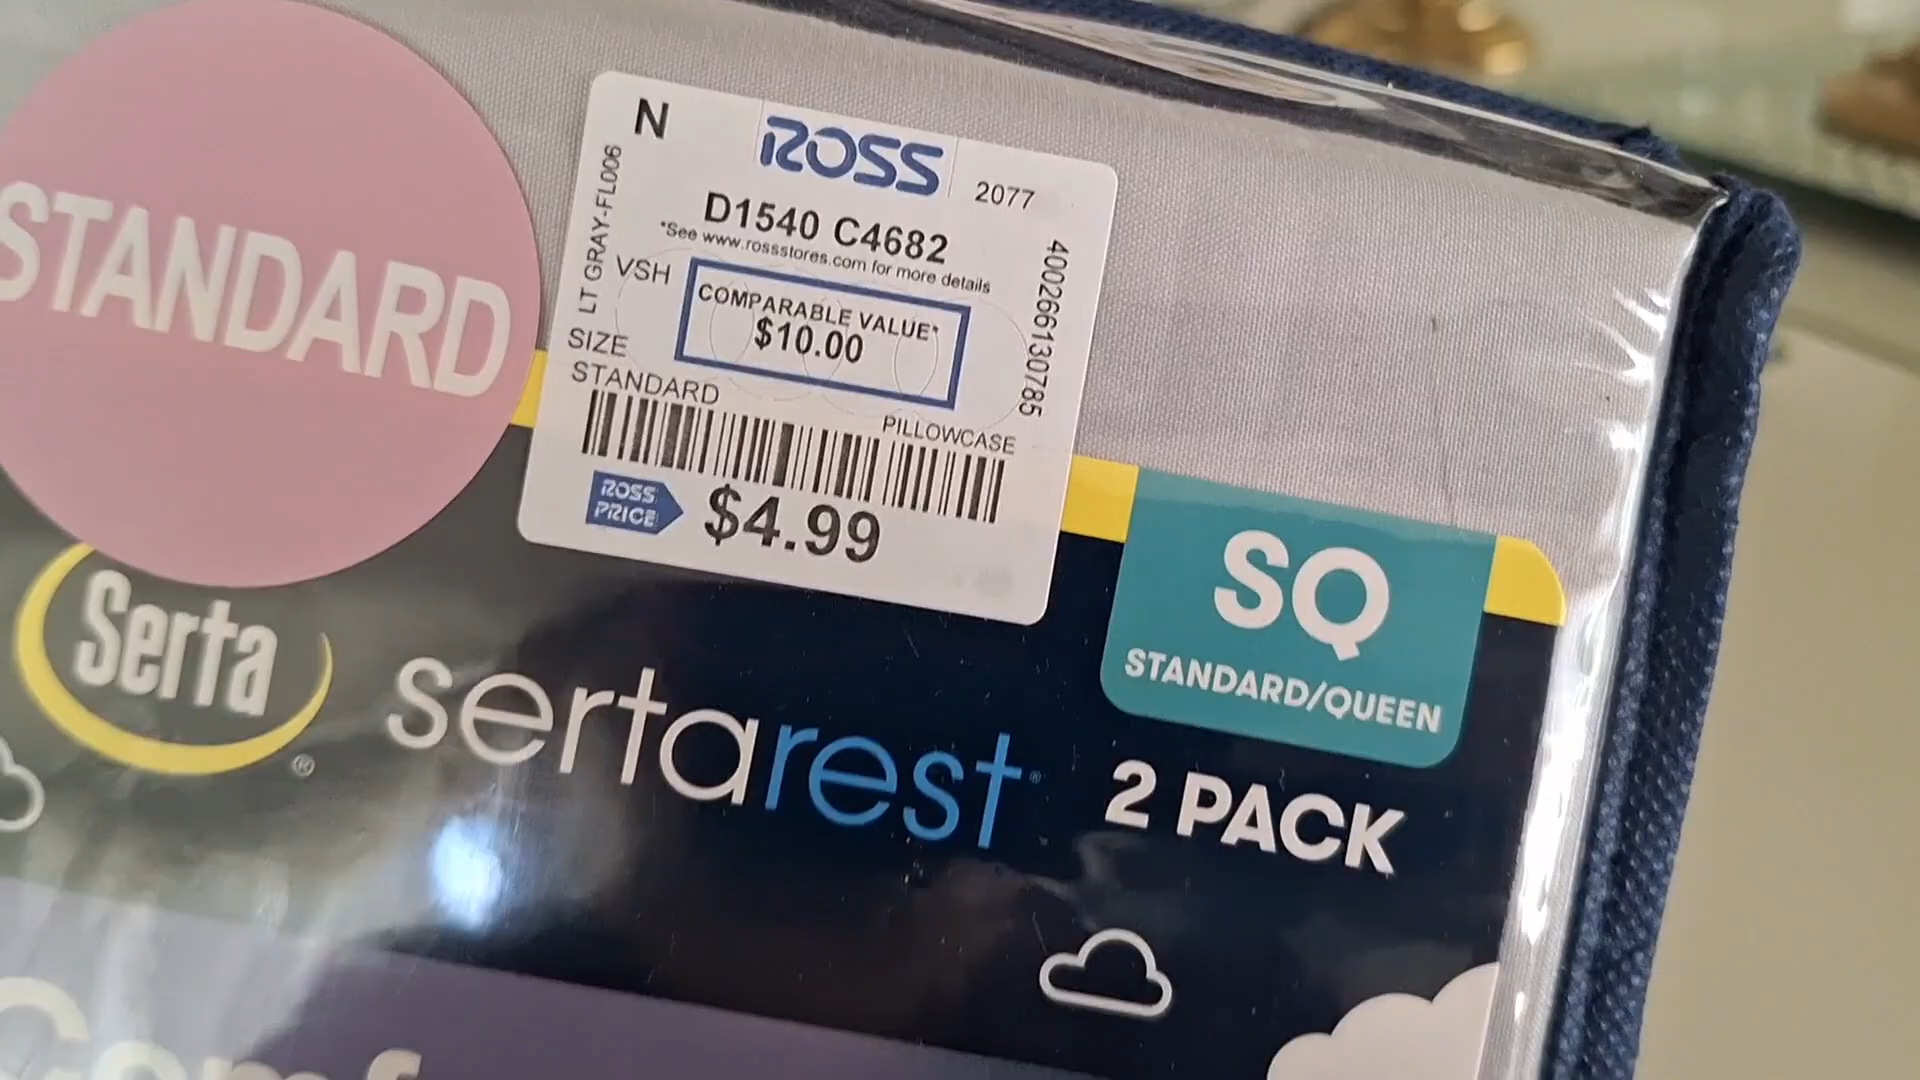 STANDARD
N
ROSS
2077
D1540 C4682
*See www.rossstores.com for more details
LT GRAY-FL006
VSH
COMPARABLE VALUE*
$10.00
400266130785
SIZE
STANDARD
PILLOWCASE
ROSS
PRICE
$4.99
SQ
STANDARD/QUEEN
Serta
®
sertarest
2 PACK